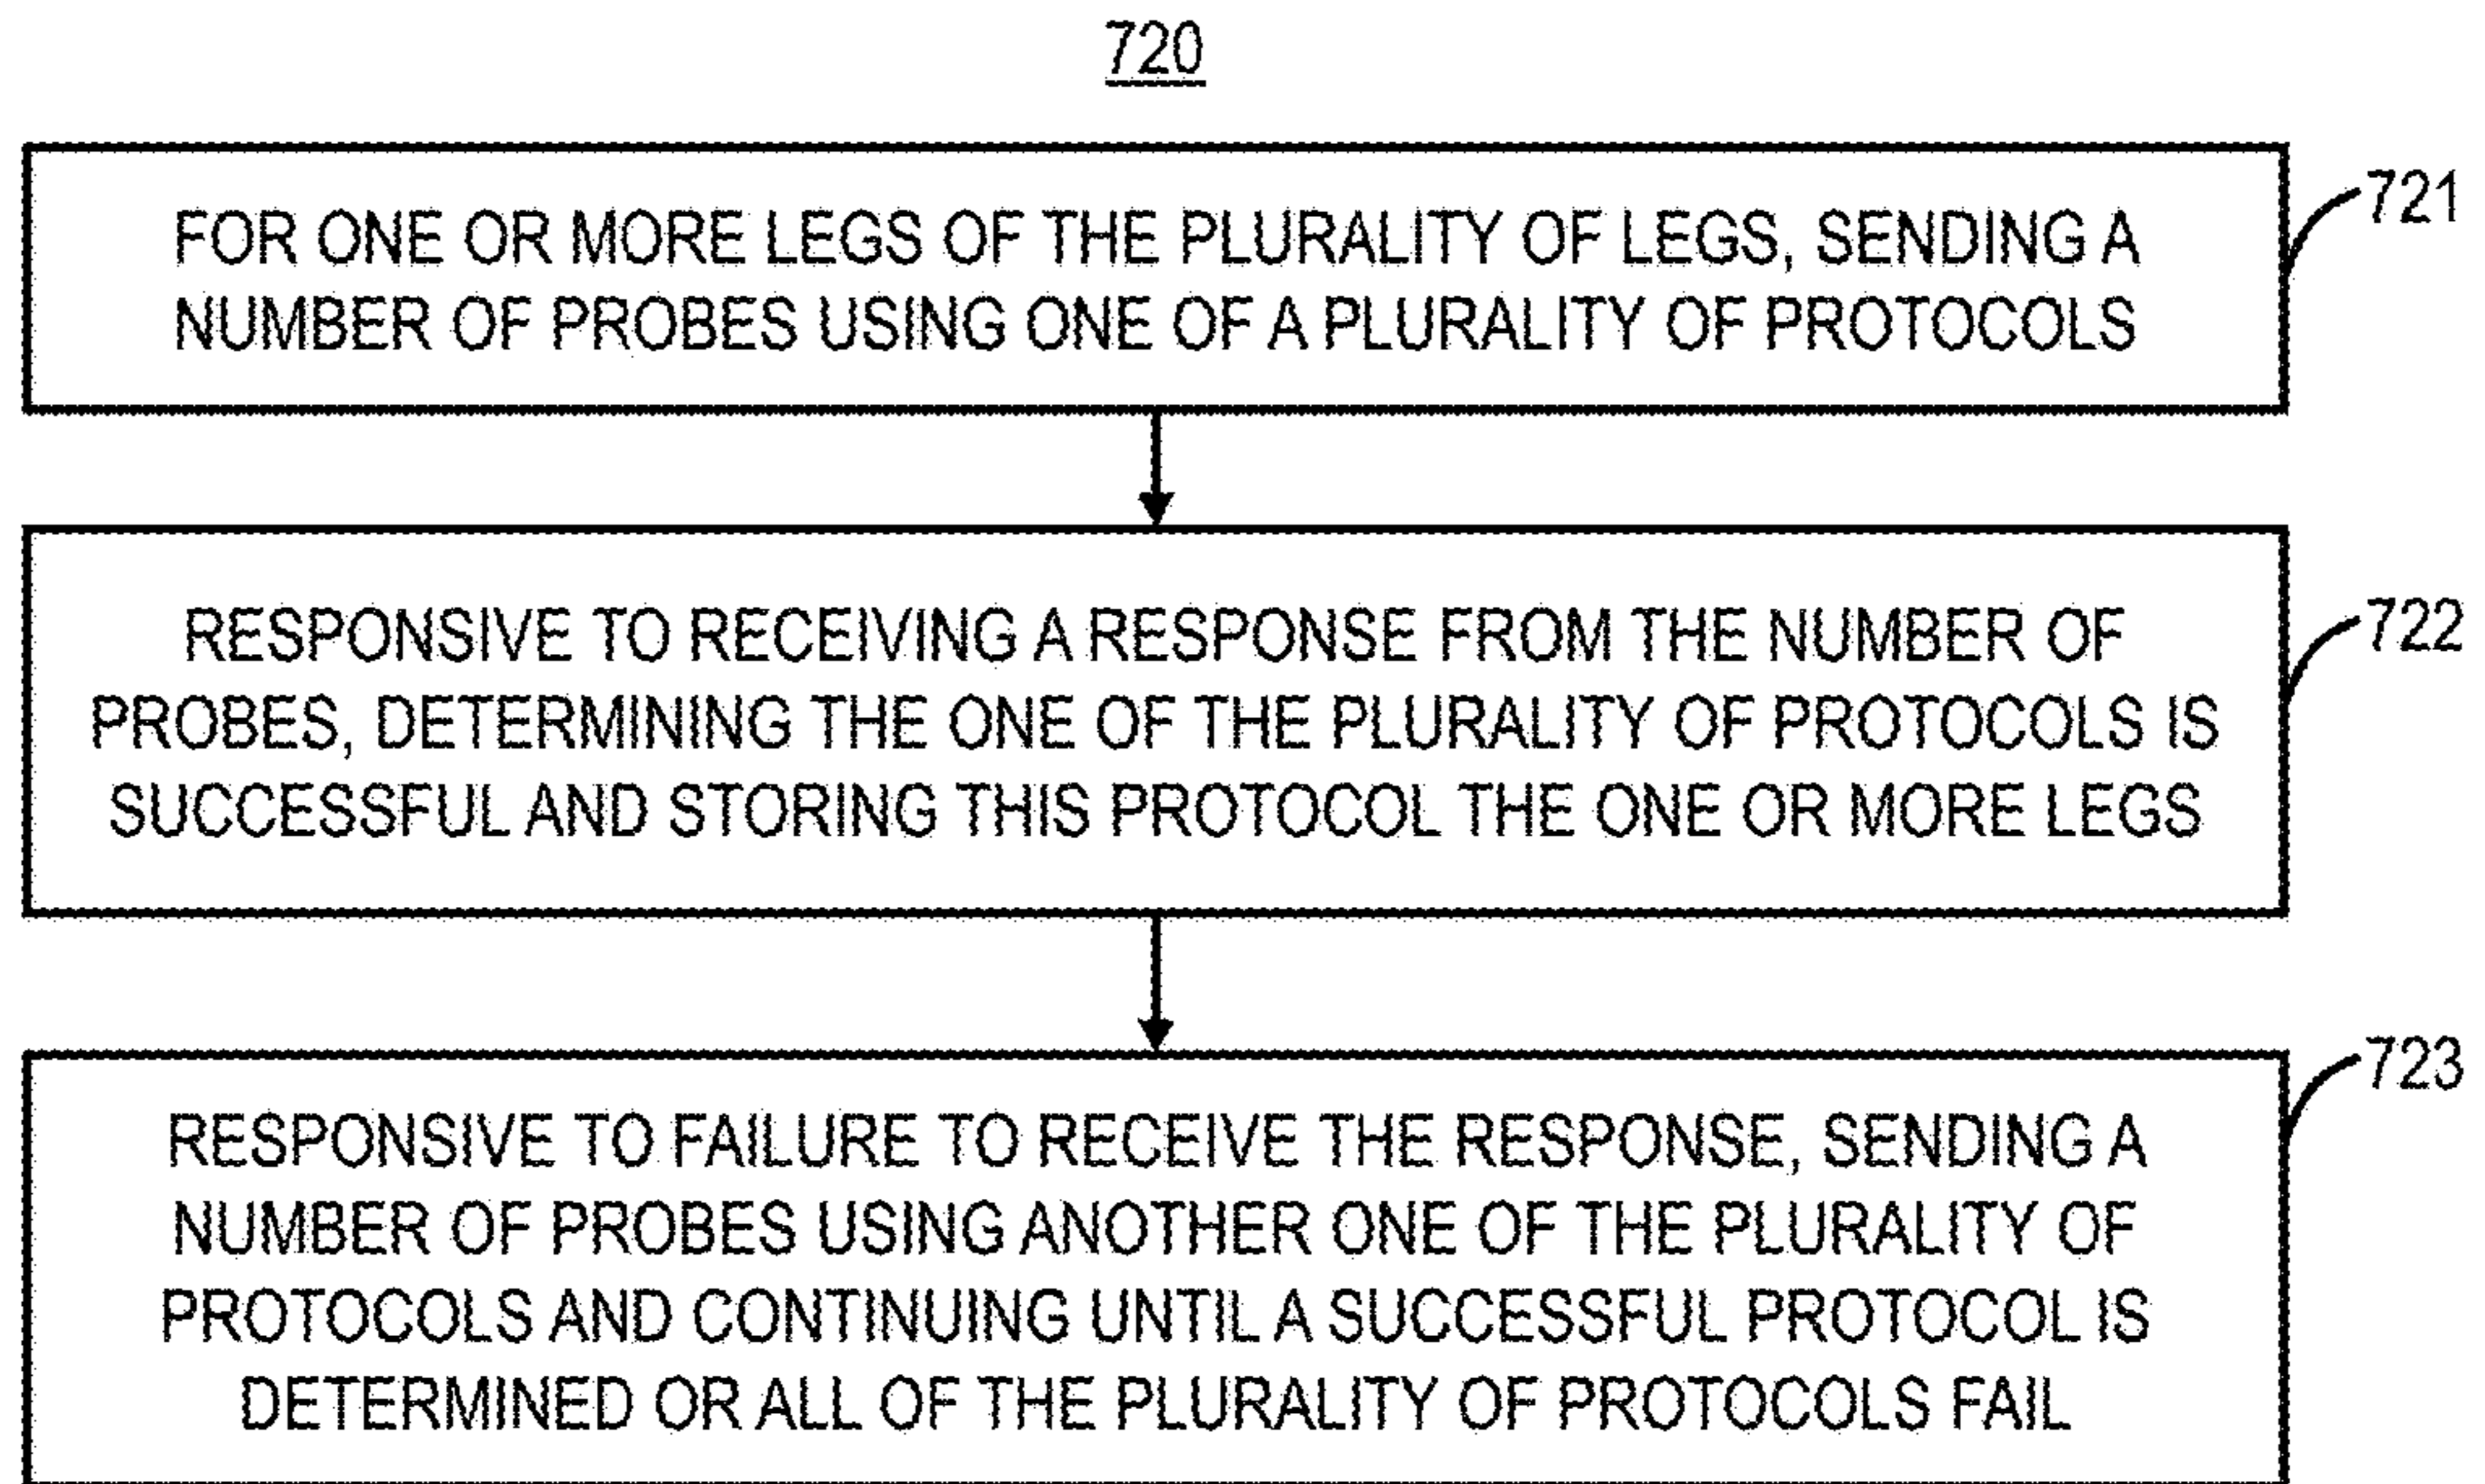 720
FOR ONE OR MORE LEGS OF THE PLURALITY OF LEGS, SENDING A
NUMBER OF PROBES USING ONE OF A PLURALITY OF PROTOCOLS
721
RESPONSIVE TO RECEIVING A RESPONSE FROM THE NUMBER OF
PROBES, DETERMINING THE ONE OF THE PLURALITY OF PROTOCOLS IS
SUCCESSFUL AND STORING THIS PROTOCOL THE ONE OR MORE LEGS
722
RESPONSIVE TO FAILURE TO RECEIVE THE RESPONSE, SENDING A
NUMBER OF PROBES USING ANOTHER ONE OF THE PLURALITY OF
PROTOCOLS AND CONTINUING UNTIL A SUCCESSFUL PROTOCOL IS
DETERMINED OR ALL OF THE PLURALITY OF PROTOCOLS FAIL
723